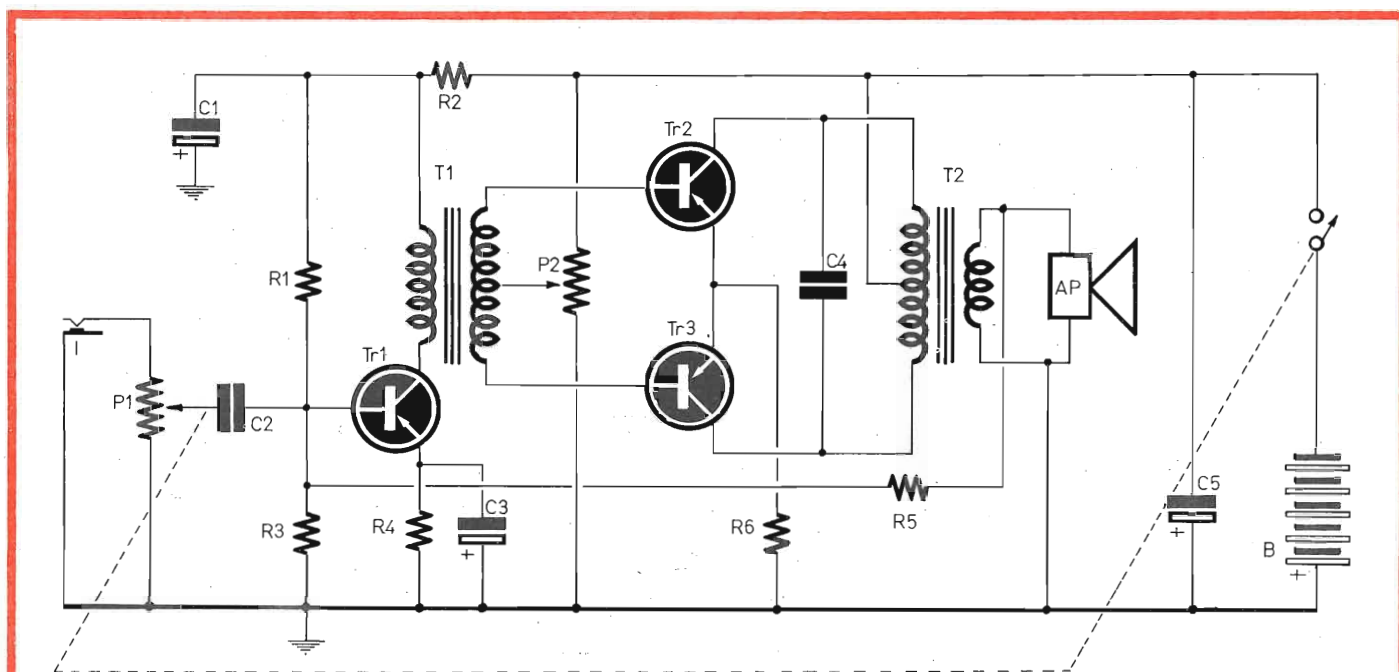 C1
+
R2
Tr2
T1
T2
R1
P2
C4
AP
I
Tr1
P1
C2
Tr3
C3
+
R3
R4
R6
R5
C5
+
B
+